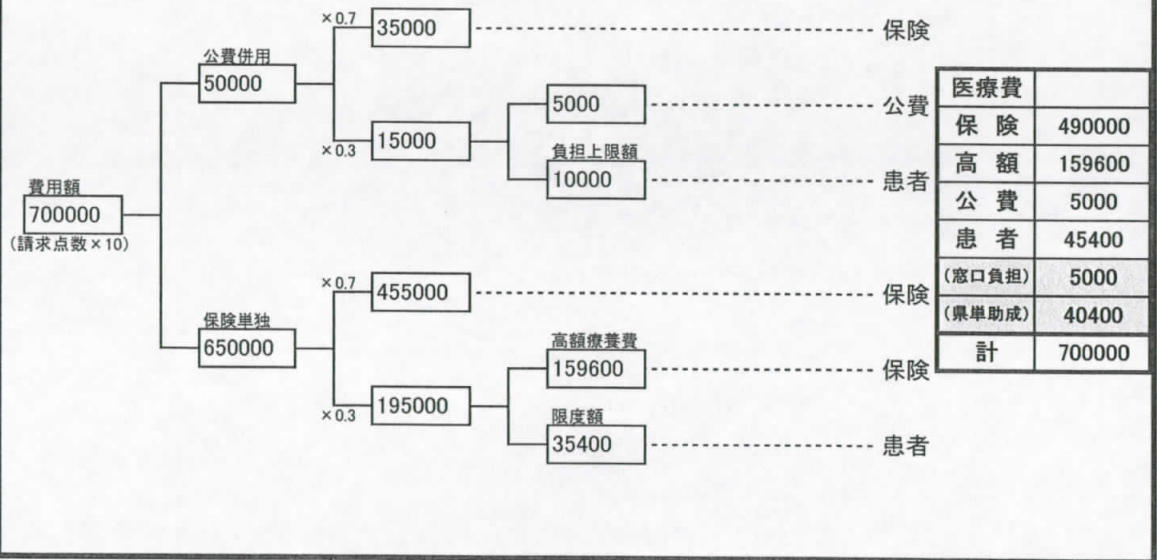 ×0.7
35000
保険
公費併用
50000
5000
公費
×0.3
15000
負担上限額
10000
患者
費用額
700000
(請求点数×10)
×0.7
455000
保険
保険単独
650000
高額療養費
159600
保険
×0.3
195000
限度額
35400
患者
医療費
保 険 490000
高 額 159600
公 費 5000
患 者 45400
(窓口負担) 5000
(県単助成) 40400
計 700000